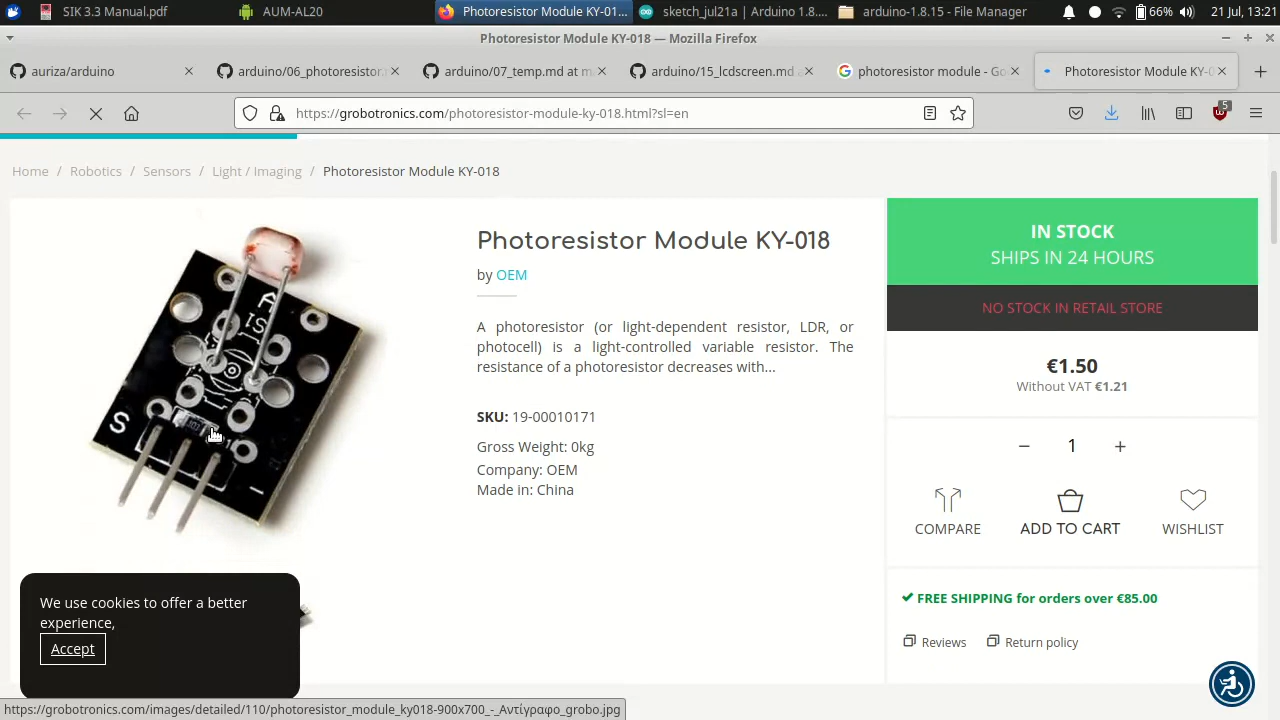 SIK 3.3 Manual.pdf
AUM-AL20
Photoresistor Module KY-01...
sketch_jul21a | Arduino 1.8....
arduino-1.8.15 - File Manager
66%
21 Jul, 13:21
Photoresistor Module KY-018 — Mozilla Firefox
auriza/arduino
arduino/06_photoresistor.
arduino/07_temp.md at m
arduino/15_lcdscreen.md
photoresistor module - Go
Photoresistor Module KY-0
https://grobotronics.com/photoresistor-module-ky-018.html?sl=en
5
Home / Robotics / Sensors / Light / Imaging / Photoresistor Module KY-018
A
S1
S
Photoresistor Module KY-018
by OEM
A photoresistor (or light-dependent resistor, LDR, or
photocell) is a light-controlled variable resistor. The
resistance of a photoresistor decreases with...
SKU: 19-00010171
Gross Weight: 0kg
Company: OEM
Made in: China
IN STOCK
SHIPS IN 24 HOURS
NO STOCK IN RETAIL STORE
€1.50
Without VAT €1.21
− 1 +
COMPARE
ADD TO CART
WISHLIST
FREE SHIPPING for orders over €85.00
Reviews
Return policy
We use cookies to offer a better
experience,
Accept
https://grobotronics.com/images/detailed/110/photoresistor_module_ky018-900x700_-_Αντίγραφο_grobo.jpg